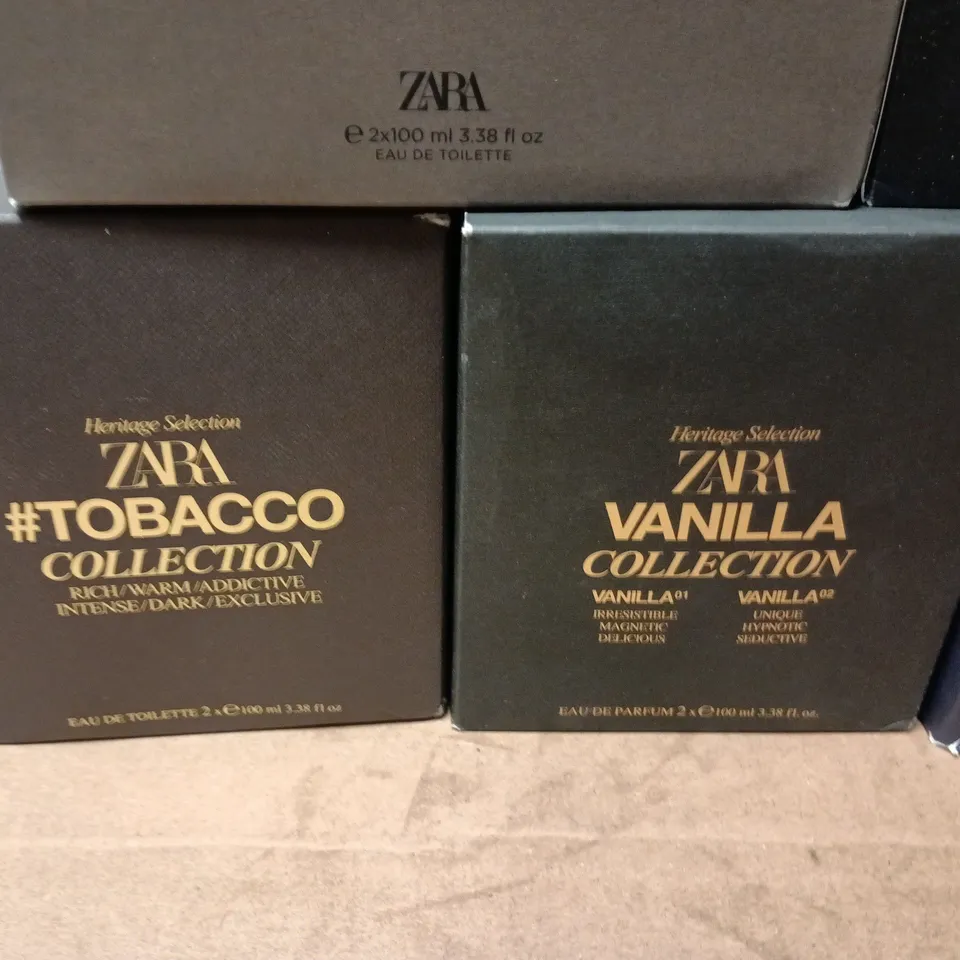 ZARA
℮ 2x100 ml 3.38 fl oz
EAU DE TOILETTE
Heritage Selection
ZARA
#TOBACCO
COLLECTION
RICH/WARM/ADDICTIVE
INTENSE/DARK/EXCLUSIVE
EAU DE TOILETTE 2 x ℮100 ml 3.38 fl oz
Heritage Selection
ZARA
VANILLA
COLLECTION
VANILLA01
IRRESISTIBLE
MAGNETIC
DELICIOUS
VANILLA02
UNIQUE
HYPNOTIC
SEDUCTIVE
EAU DE PARFUM 2 x ℮100 ml 3.38 fl. oz.